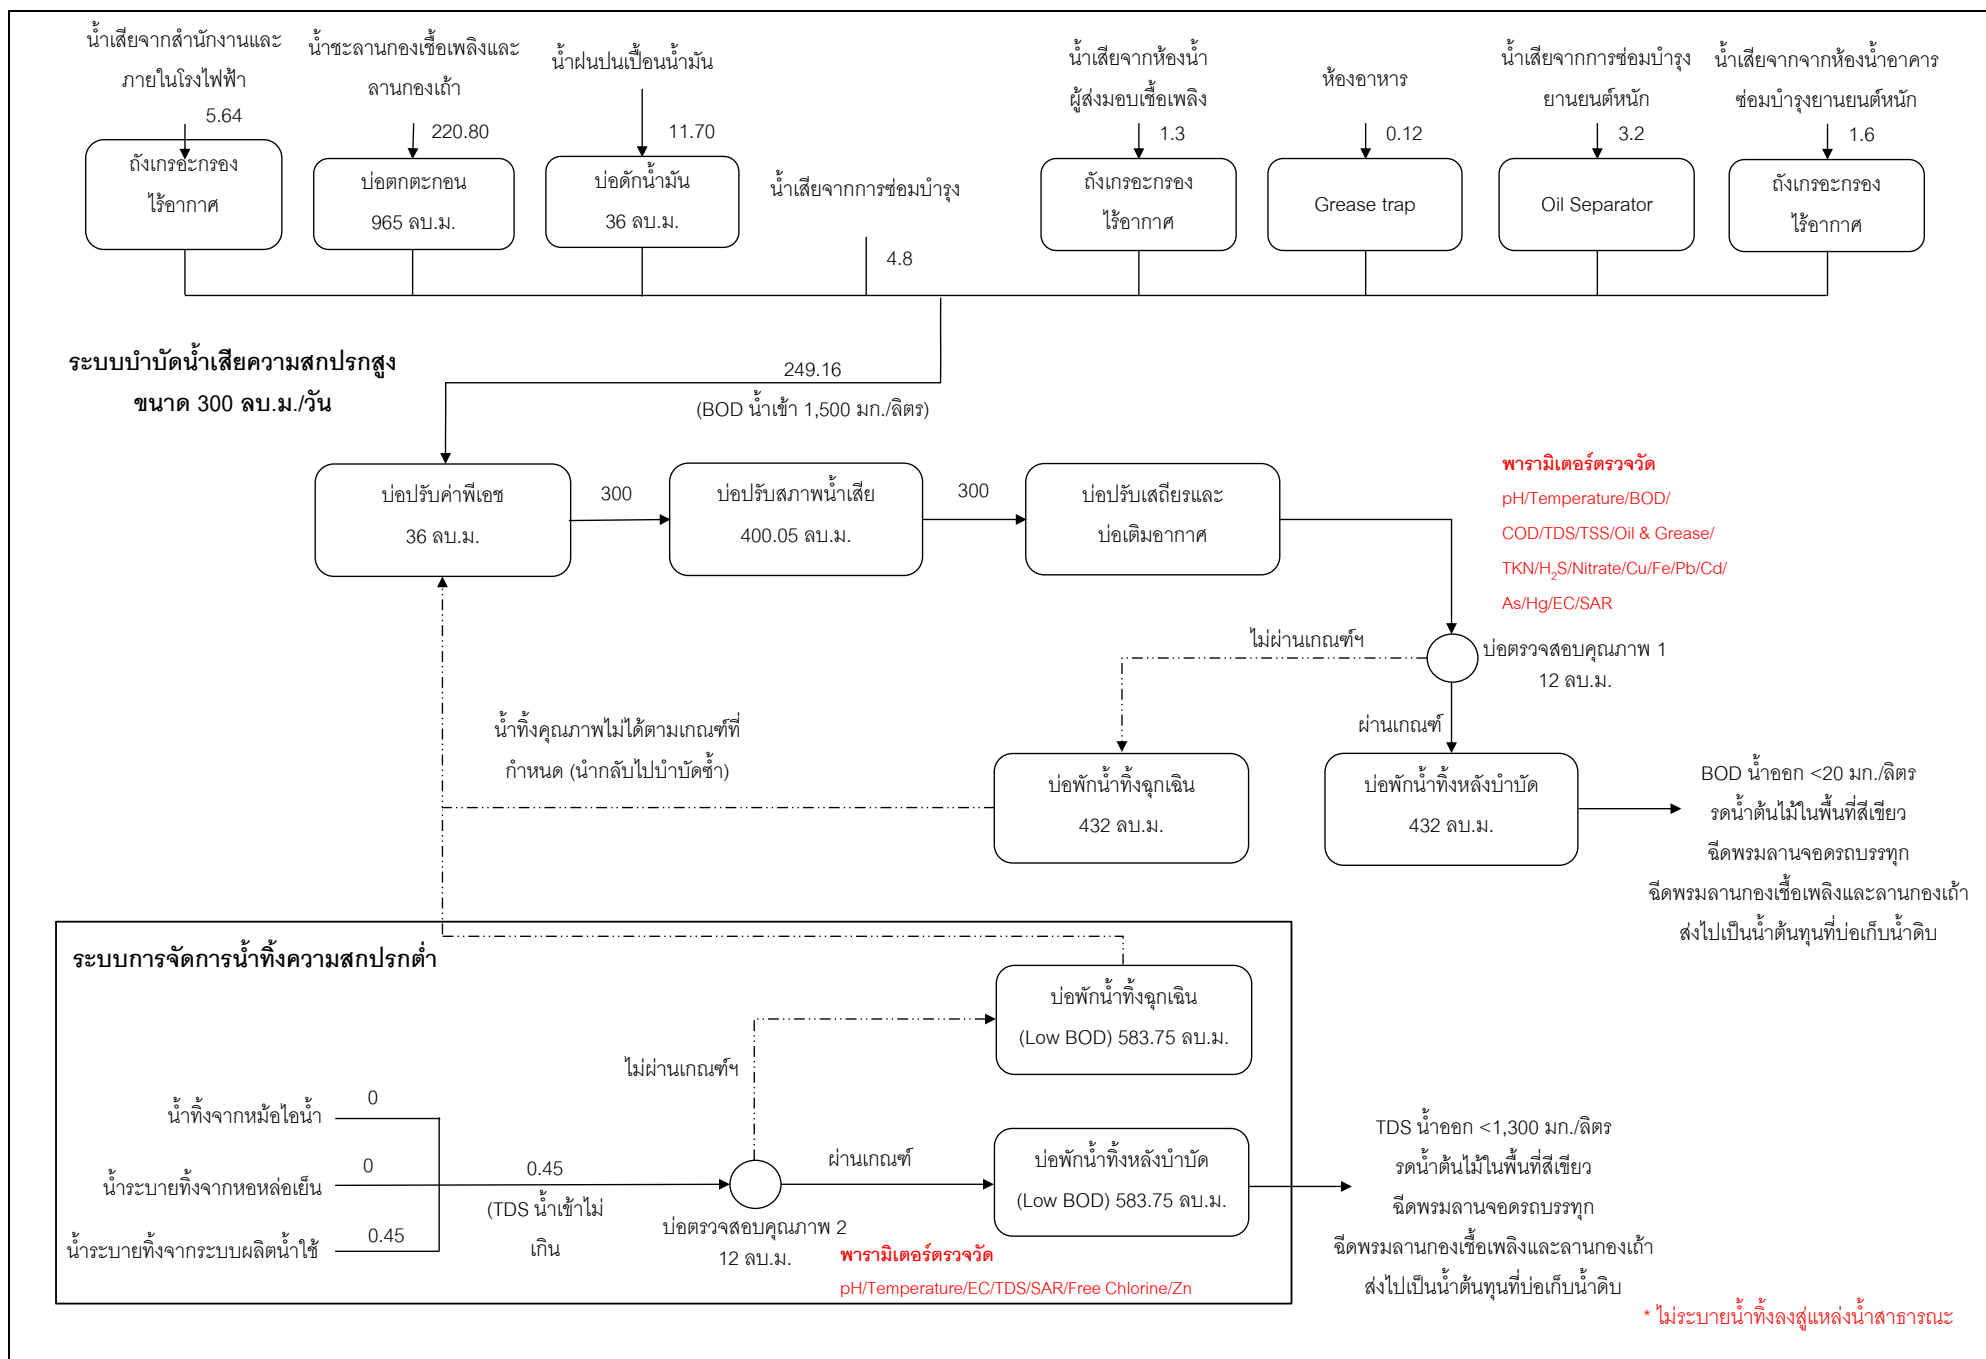 น้ำเสียจากสำนักงานและ
ภายในโรงไฟฟ้า
5.64
ถังเกรอะกรอง
ไร้อากาศ
น้ำชะลานกองเชื้อเพลิงและ
ลานกองเถ้า
220.80
บ่อตกตะกอน
965 ลบ.ม.
น้ำฝนปนเปื้อนน้ำมัน
11.70
บ่อดักน้ำมัน
36 ลบ.ม.
น้ำเสียจากการซ่อมบำรุง
4.8
น้ำเสียจากห้องน้ำ
ผู้ส่งมอบเชื้อเพลิง
1.3
ถังเกรอะกรอง
ไร้อากาศ
ห้องอาหาร
0.12
Grease trap
น้ำเสียจากการซ่อมบำรุง
ยานยนต์หนัก
3.2
Oil Separator
น้ำเสียจากจากห้องน้ำอาคาร
ซ่อมบำรุงยานยนต์หนัก
1.6
ถังเกรอะกรอง
ไร้อากาศ
ระบบบำบัดน้ำเสียความสกปรกสูง
ขนาด 300 ลบ.ม./วัน
249.16
(BOD น้ำเข้า 1,500 มก./ลิตร)
บ่อปรับค่าพีเอช
36 ลบ.ม.
300
บ่อปรับสภาพน้ำเสีย
400.05 ลบ.ม.
300
บ่อปรับเสถียรและ
บ่อเติมอากาศ
พารามิเตอร์ตรวจวัด
pH/Temperature/BOD/
COD/TDS/TSS/Oil & Grease/
TKN/H₂S/Nitrate/Cu/Fe/Pb/Cd/
As/Hg/EC/SAR
ไม่ผ่านเกณฑ์ฯ
บ่อตรวจสอบคุณภาพ 1
12 ลบ.ม.
ผ่านเกณฑ์
น้ำทิ้งคุณภาพไม่ได้ตามเกณฑ์ที่
กำหนด (นำกลับไปบำบัดซ้ำ)
บ่อพักน้ำทิ้งฉุกเฉิน
432 ลบ.ม.
บ่อพักน้ำทิ้งหลังบำบัด
432 ลบ.ม.
BOD น้ำออก <20 มก./ลิตร
รดน้ำต้นไม้ในพื้นที่สีเขียว
ฉีดพรมลานจอดรถบรรทุก
ฉีดพรมลานกองเชื้อเพลิงและลานกองเถ้า
ส่งไปเป็นน้ำต้นทุนที่บ่อเก็บน้ำดิบ
ระบบการจัดการน้ำทิ้งความสกปรกต่ำ
บ่อพักน้ำทิ้งฉุกเฉิน
(Low BOD) 583.75 ลบ.ม.
ไม่ผ่านเกณฑ์ฯ
น้ำทิ้งจากหม้อไอน้ำ
0
น้ำระบายทิ้งจากหอหล่อเย็น
0
น้ำระบายทิ้งจากระบบผลิตน้ำใช้
0.45
0.45
(TDS น้ำเข้าไม่
เกิน
บ่อตรวจสอบคุณภาพ 2
12 ลบ.ม.
ผ่านเกณฑ์
บ่อพักน้ำทิ้งหลังบำบัด
(Low BOD) 583.75 ลบ.ม.
พารามิเตอร์ตรวจวัด
pH/Temperature/EC/TDS/SAR/Free Chlorine/Zn
TDS น้ำออก <1,300 มก./ลิตร
รดน้ำต้นไม้ในพื้นที่สีเขียว
ฉีดพรมลานจอดรถบรรทุก
ฉีดพรมลานกองเชื้อเพลิงและลานกองเถ้า
ส่งไปเป็นน้ำต้นทุนที่บ่อเก็บน้ำดิบ
* ไม่ระบายน้ำทิ้งลงสู่แหล่งน้ำสาธารณะ